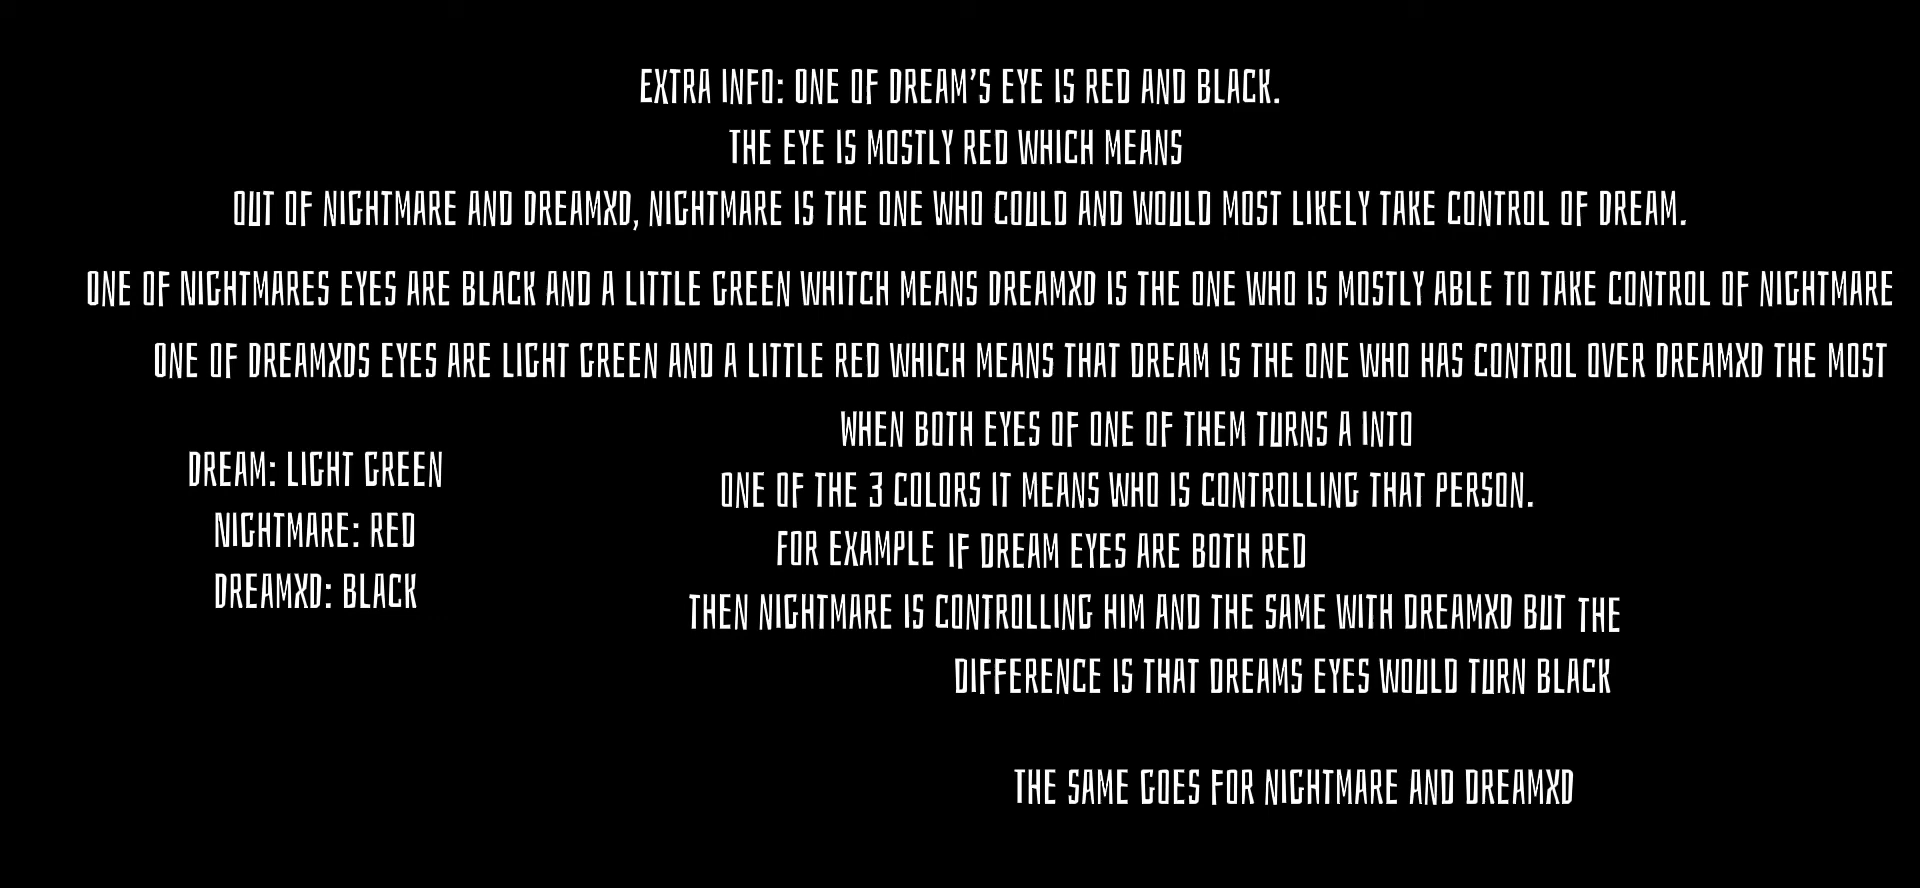 EXTRA INFO: ONE OF DREAM'S EYE IS RED AND BLACK.
THE EYE IS MOSTLY RED WHICH MEANS
OUT OF NIGHTMARE AND DREAMXD, NIGHTMARE IS THE ONE WHO COULD AND WOULD MOST LIKELY TAKE CONTROL OF DREAM.
ONE OF NIGHTMARES EYES ARE BLACK AND A LITTLE GREEN WHITCH MEANS DREAMXD IS THE ONE WHO IS MOSTLY ABLE TO TAKE CONTROL OF NIGHTMARE
ONE OF DREAMXDS EYES ARE LIGHT GREEN AND A LITTLE RED WHICH MEANS THAT DREAM IS THE ONE WHO HAS CONTROL OVER DREAMXD THE MOST
DREAM: LIGHT GREEN
NIGHTMARE: RED
DREAMXD: BLACK
WHEN BOTH EYES OF ONE OF THEM TURNS A INTO
ONE OF THE 3 COLORS IT MEANS WHO IS CONTROLLING THAT PERSON.
FOR EXAMPLE IF DREAM EYES ARE BOTH RED
THEN NIGHTMARE IS CONTROLLING HIM AND THE SAME WITH DREAMXD BUT THE
DIFFERENCE IS THAT DREAMS EYES WOULD TURN BLACK
THE SAME GOES FOR NIGHTMARE AND DREAMXD